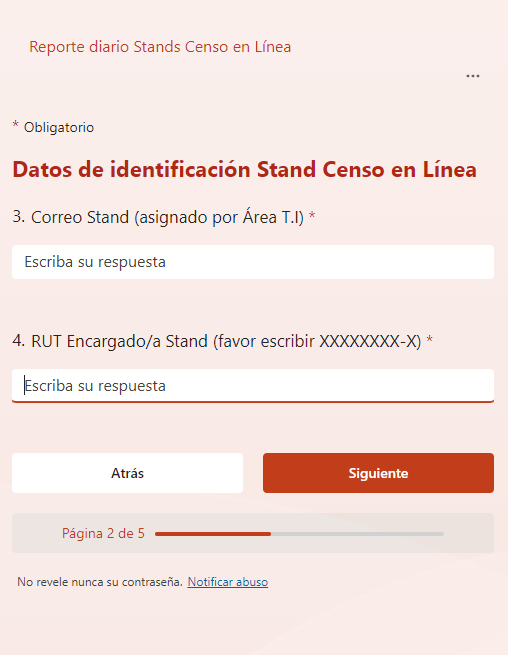 Reporte diario Stands Censo en Línea
...
* Obligatorio
Datos de identificación Stand Censo en Línea
3. Correo Stand (asignado por Área T.I) *
Escriba su respuesta
4. RUT Encargado/a Stand (favor escribir XXXXXXXX-X) *
Escriba su respuesta
Atrás Siguiente
Página 2 de 5
No revele nunca su contraseña. Notificar abuso